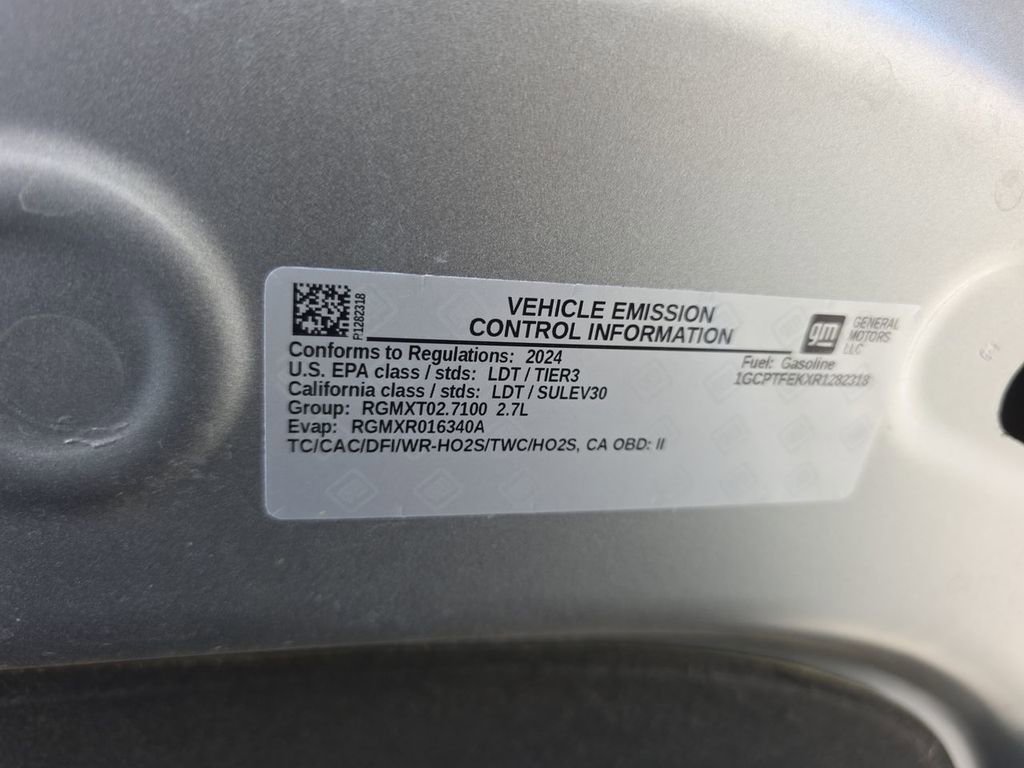 P1282318
VEHICLE EMISSION
CONTROL INFORMATION
gm
GENERAL
MOTORS
LLC
Conforms to Regulations: 2024
Fuel: Gasoline
U.S. EPA class / stds: LDT / TIER3
1GCPTFEKXR1282318
California class / stds: LDT / SULEV30
Group: RGMXT02.7100 2.7L
Evap: RGMXR016340A
TC/CAC/DFI/WR-HO2S/TWC/HO2S, CA OBD: II